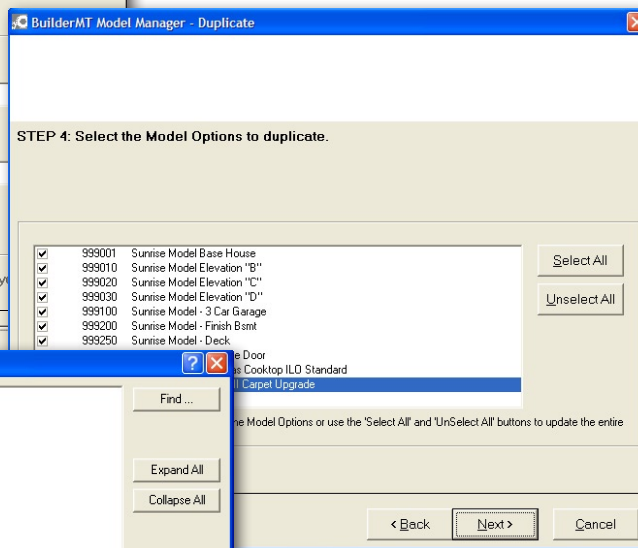 BuilderMT Model Manager - Duplicate
STEP 4: Select the Model Options to duplicate.
999001 Sunrise Model Base House
999010 Sunrise Model Elevation "B"
999020 Sunrise Model Elevation "C"
999030 Sunrise Model Elevation "D"
999100 Sunrise Model - 3 Car Garage
999200 Sunrise Model - Finish Bsmt
999250 Sunrise Model - Deck
Door
Cooktop ILO Standard
Carpet Upgrade
Select All
Unselect All
Model Options or use the 'Select All' and 'UnSelect All' buttons to update the entire
Find ...
Expand All
Collapse All
< Back
Next >
Cancel